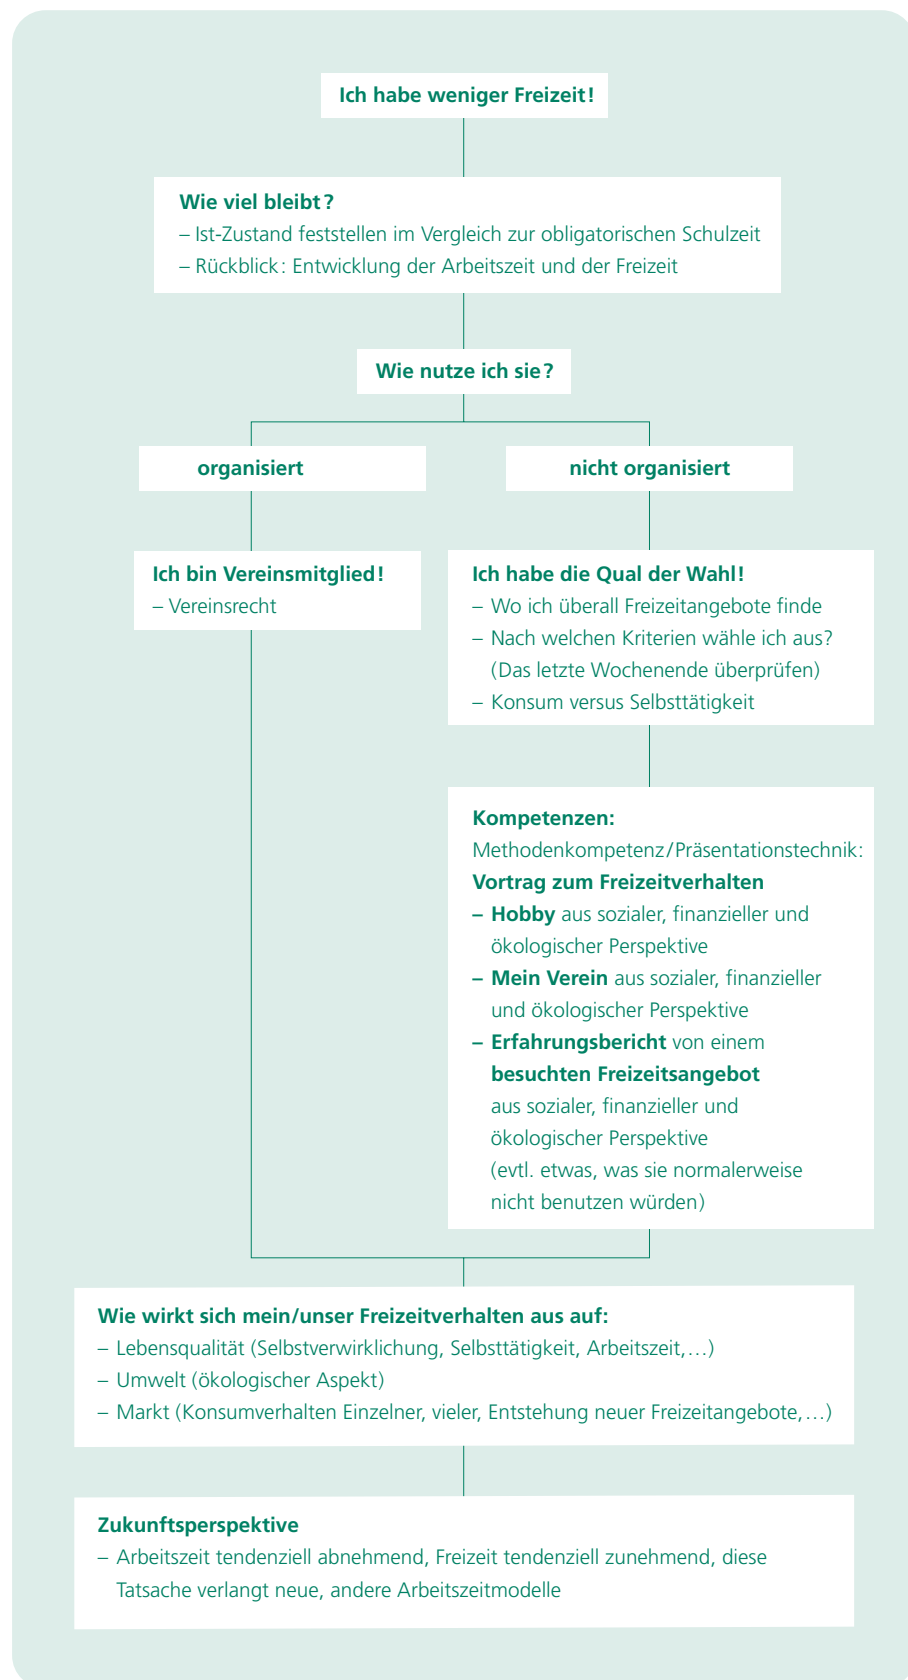 Ich habe weniger Freizeit!
Wie viel bleibt?
– Ist-Zustand feststellen im Vergleich zur obligatorischen Schulzeit
– Rückblick: Entwicklung der Arbeitszeit und der Freizeit
Wie nutze ich sie?
organisiert
nicht organisiert
Ich bin Vereinsmitglied!
– Vereinsrecht
Ich habe die Qual der Wahl!
– Wo ich überall Freizeitangebote finde
– Nach welchen Kriterien wähle ich aus?
(Das letzte Wochenende überprüfen)
– Konsum versus Selbsttätigkeit
Kompetenzen:
Methodenkompetenz/Präsentationstechnik:
Vortrag zum Freizeitverhalten
– Hobby aus sozialer, finanzieller und
ökologischer Perspektive
– Mein Verein aus sozialer, finanzieller
und ökologischer Perspektive
– Erfahrungsbericht von einem
besuchten Freizeitsangebot
aus sozialer, finanzieller und
ökologischer Perspektive
(evtl. etwas, was sie normalerweise
nicht benutzen würden)
Wie wirkt sich mein/unser Freizeitverhalten aus auf:
– Lebensqualität (Selbstverwirklichung, Selbsttätigkeit, Arbeitszeit,…)
– Umwelt (ökologischer Aspekt)
– Markt (Konsumverhalten Einzelner, vieler, Entstehung neuer Freizeitangebote,…)
Zukunftsperspektive
– Arbeitszeit tendenziell abnehmend, Freizeit tendenziell zunehmend, diese
Tatsache verlangt neue, andere Arbeitszeitmodelle